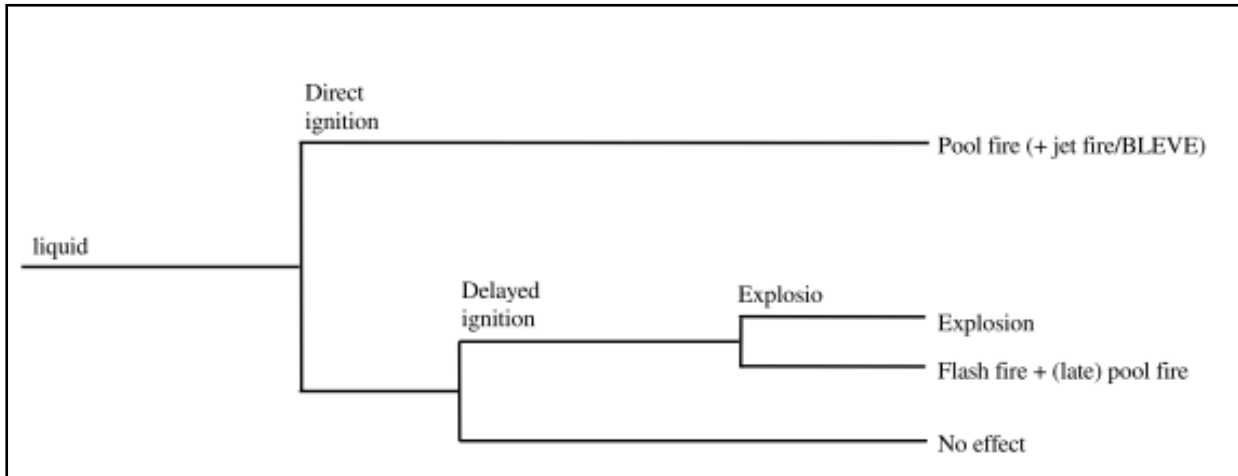 Direct
ignition
Pool fire (+ jet fire/BLEVE)
liquid
Delayed
ignition
Explosio
Explosion
Flash fire + (late) pool fire
No effect